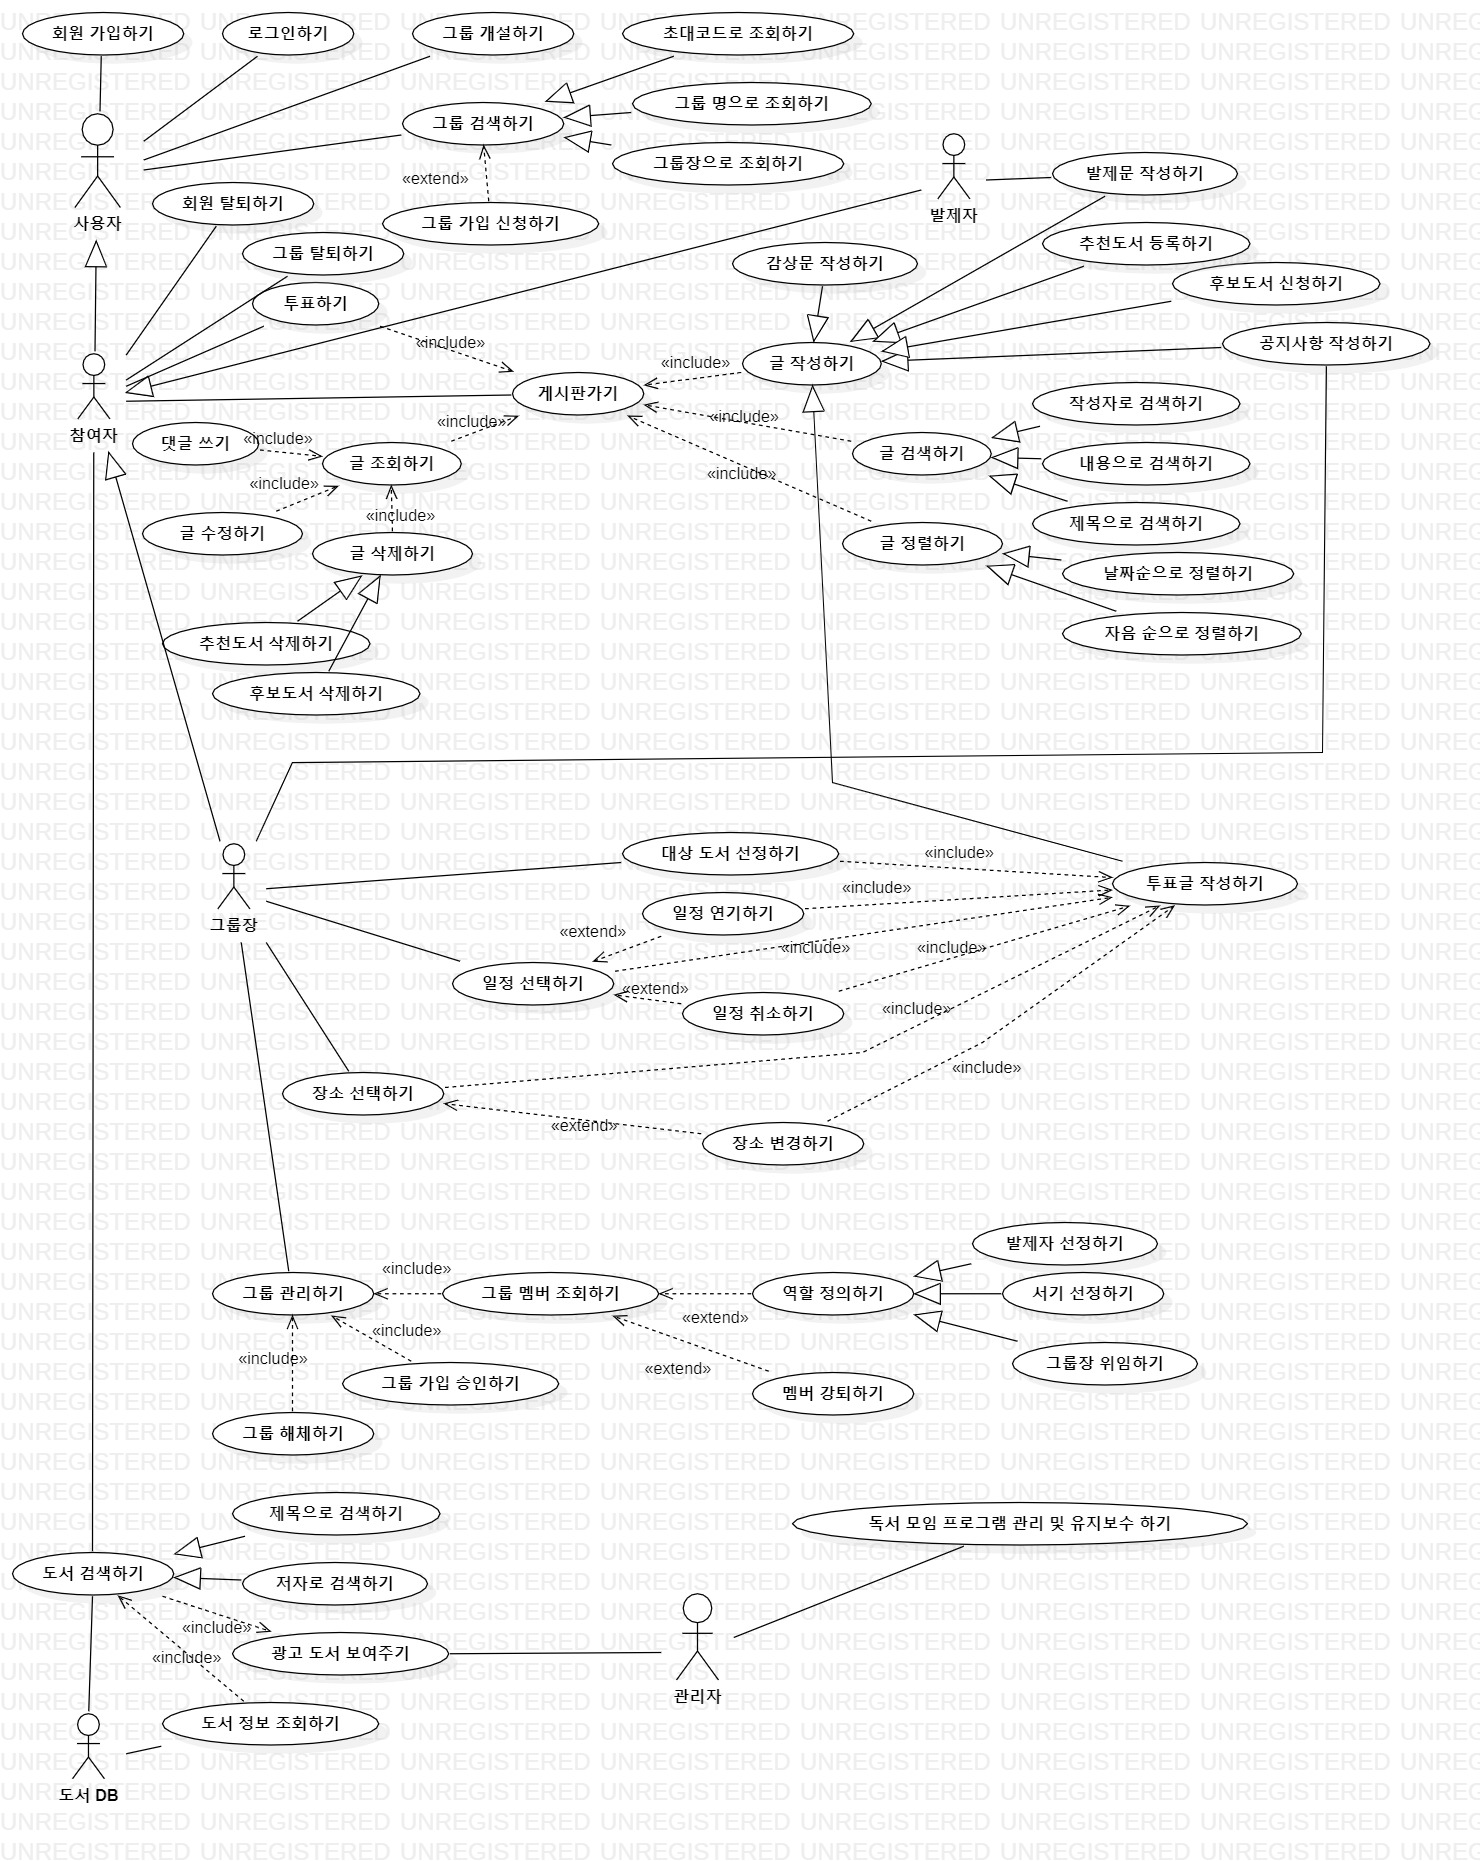 회원 가입하기
로그인하기
그룹 개설하기
초대코드로 조회하기
그룹 명으로 조회하기
그룹 검색하기
그룹장으로 조회하기
«extend»
그룹 가입 신청하기
사용자
회원 탈퇴하기
그룹 탈퇴하기
투표하기
발제자
발제문 작성하기
추천도서 등록하기
감상문 작성하기
후보도서 신청하기
공지사항 작성하기
«include»
«include»
글 작성하기
게시판가기
참여자
«include»
«include»
작성자로 검색하기
댓글 쓰기
«include»
글 조회하기
글 검색하기
내용으로 검색하기
«include»
«include»
글 수정하기
«include»
제목으로 검색하기
글 삭제하기
글 정렬하기
날짜순으로 정렬하기
추천도서 삭제하기
자음 순으로 정렬하기
후보도서 삭제하기
대상 도서 선정하기
«include»
투표글 작성하기
«include»
그룹장
일정 연기하기
«extend»
«include»
«include»
일정 선택하기
«extend»
일정 취소하기
«include»
«include»
장소 선택하기
«extend»
장소 변경하기
발제자 선정하기
«include»
그룹 관리하기
그룹 멤버 조회하기
역할 정의하기
서기 선정하기
«extend»
«include»
«include»
그룹장 위임하기
«extend»
그룹 가입 승인하기
멤버 강퇴하기
그룹 해체하기
제목으로 검색하기
독서 모임 프로그램 관리 및 유지보수 하기
도서 검색하기
저자로 검색하기
«include»
«include»
광고 도서 보여주기
관리자
도서 정보 조회하기
도서 DB
UNREGISTERED